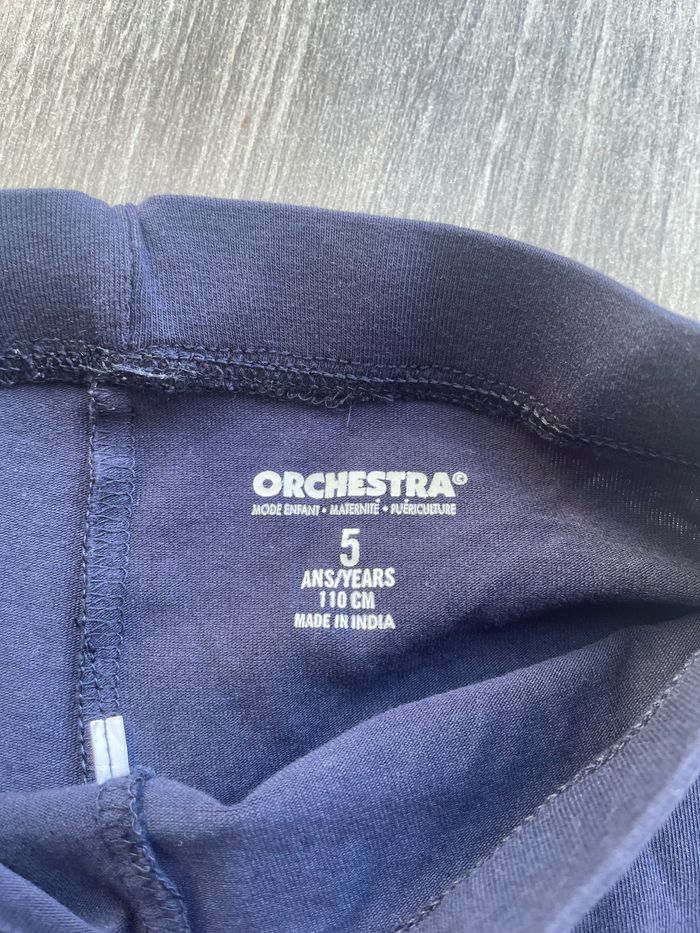 ORCHESTRA©
MODE ENFANT • MATERNITÉ • PUÉRICULTURE
5
ANS/YEARS
110 CM
MADE IN INDIA